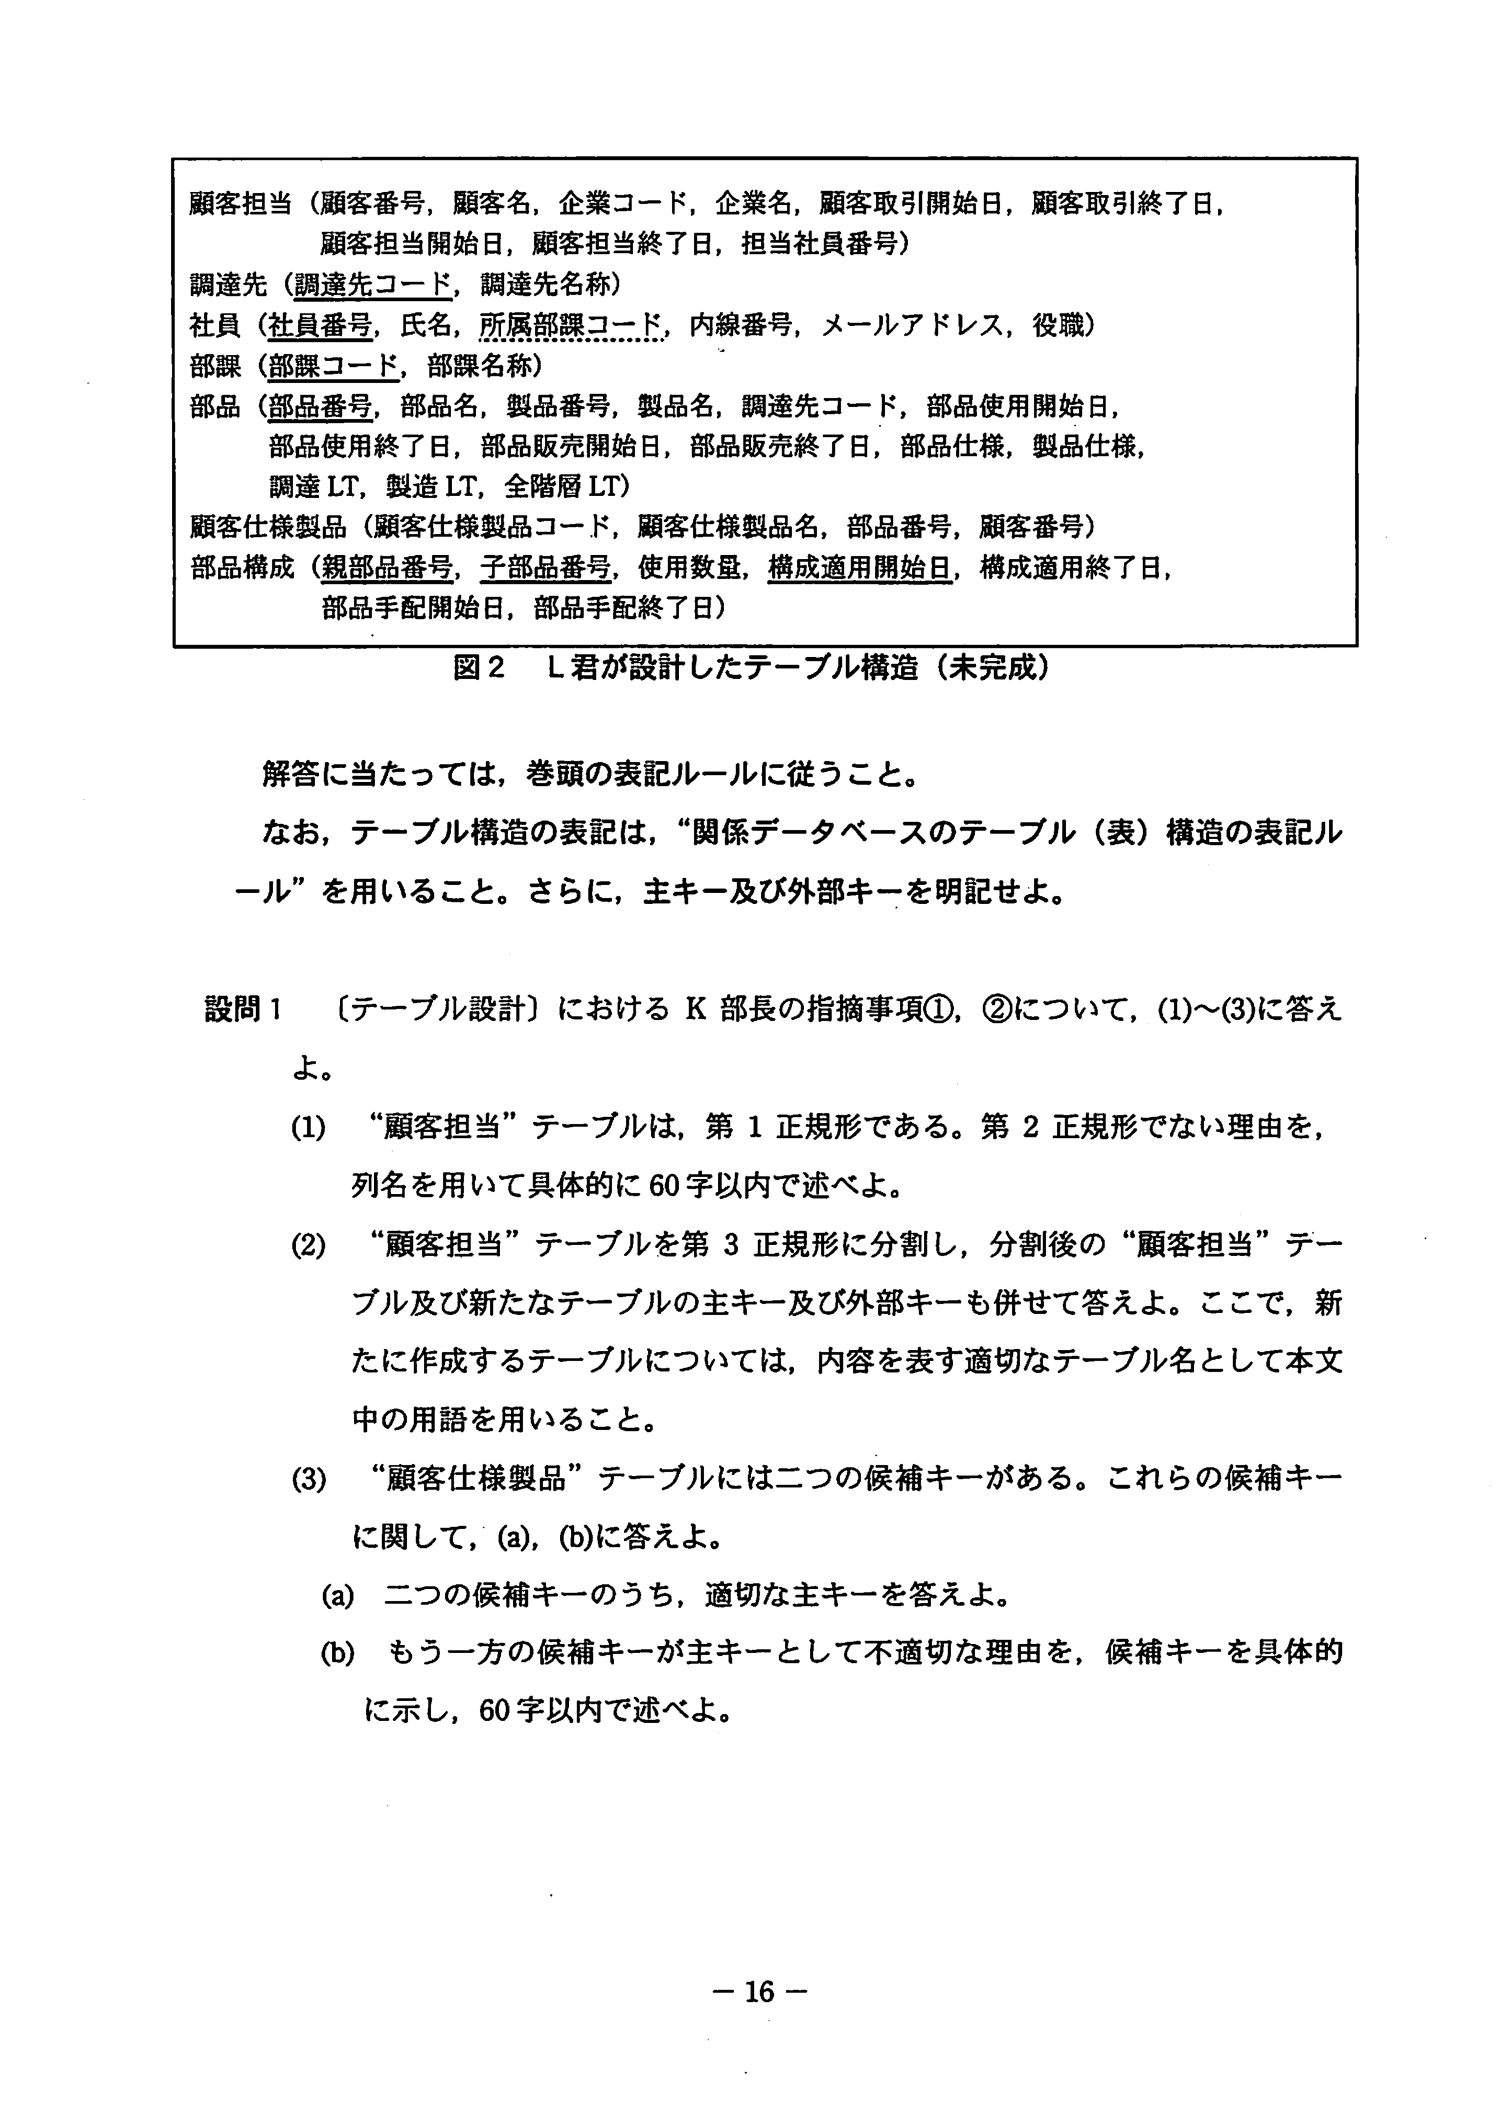 顧客担当（顧客番号，顧客名，企業コード，企業名，顧客取引開始日，顧客取引終了日，
顧客担当開始日，顧客担当終了日，担当社員番号）
調達先（調達先コード，調達先名称）
社員（社員番号，氏名，所属部課コード，内線番号，メールアドレス，役職）
部課（部課コード，部課名称）
部品（部品番号，部品名，製品番号，製品名，調達先コード，部品使用開始日，
部品使用終了日，部品販売開始日，部品販売終了日，部品仕様，製品仕様，
調達 LT，製造 LT，全階層 LT）
顧客仕様製品（顧客仕様製品コード，顧客仕様製品名，部品番号，顧客番号）
部品構成（親部品番号，子部品番号，使用数量，構成適用開始日，構成適用終了日，
部品手配開始日，部品手配終了日）
図２　Ｌ君が設計したテーブル構造（未完成）
解答に当たっては，巻頭の表記ルールに従うこと。
なお，テーブル構造の表記は，“関係データベースのテーブル（表）構造の表記ル
ール”を用いること。さらに，主キー及び外部キーを明記せよ。
設問１　〔テーブル設計〕における K 部長の指摘事項①，②について，(1)～(3)に答え
よ。
(1)　“顧客担当”テーブルは，第 1 正規形である。第 2 正規形でない理由を，
列名を用いて具体的に 60 字以内で述べよ。
(2)　“顧客担当”テーブルを第 3 正規形に分割し，分割後の“顧客担当”テー
ブル及び新たなテーブルの主キー及び外部キーも併せて答えよ。ここで，新
たに作成するテーブルについては，内容を表す適切なテーブル名として本文
中の用語を用いること。
(3)　“顧客仕様製品”テーブルには二つの候補キーがある。これらの候補キー
に関して，(a)，(b)に答えよ。
(a)　二つの候補キーのうち，適切な主キーを答えよ。
(b)　もう一方の候補キーが主キーとして不適切な理由を，候補キーを具体的
に示し，60 字以内で述べよ。
－ 16 －